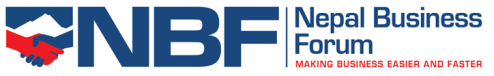 NBF
Nepal Business
Forum
MAKING BUSINESS EASIER AND FASTER